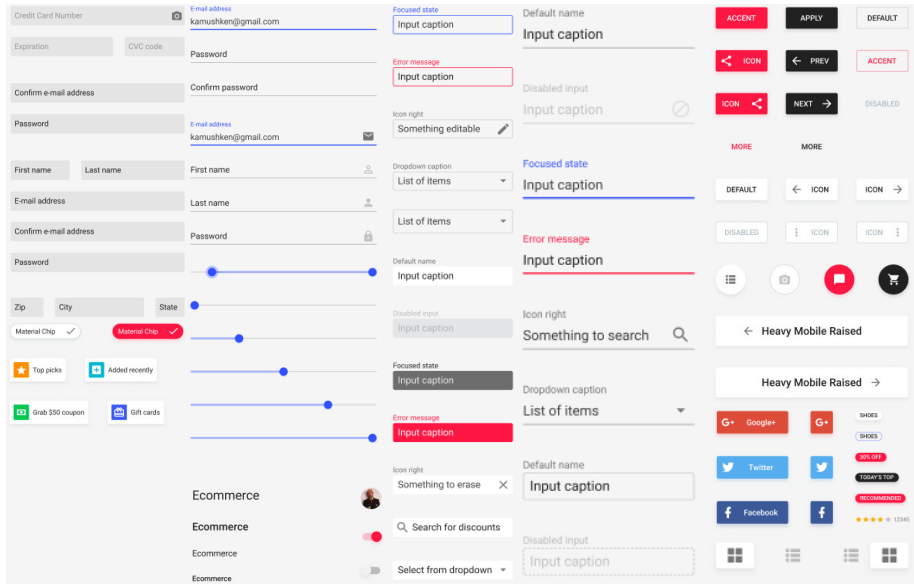 Credit Card Number
Expiration
CVC code
Confirm e-mail address
Password
First name
Last name
E-mail address
Confirm e-mail address
Password
Zip
City
State
Material Chip
Material Chip
Top picks
Added recently
Grab $50 coupon
Gift cards
E-mail address
kamushken@gmail.com
Password
Confirm password
E-mail address
kamushken@gmail.com
First name
Last name
Password
Ecommerce
Ecommerce
Ecommerce
Ecommerce
Focused state
Input caption
Error message
Input caption
Icon right
Something editable
Dropdown caption
List of items
List of items
Default name
Input caption
Disabled input
Input caption
Focused state
Input caption
Error message
Input caption
Icon right
Something to erase
Search for discounts
Select from dropdown
Default name
Input caption
Disabled input
Input caption
Focused state
Input caption
Error message
Input caption
Icon right
Something to search
Dropdown caption
List of items
Default name
Input caption
Disabled input
Input caption
ACCENT
APPLY
DEFAULT
ICON
PREV
ACCENT
ICON
NEXT
DISABLED
MORE
MORE
DEFAULT
ICON
ICON
DISABLED
ICON
ICON
Heavy Mobile Raised
Heavy Mobile Raised
G+ Google+
G+
SHOES
SHOES
Twitter
30% OFF
TODAY'S TOP
RECOMMENDED
f Facebook
f
12345